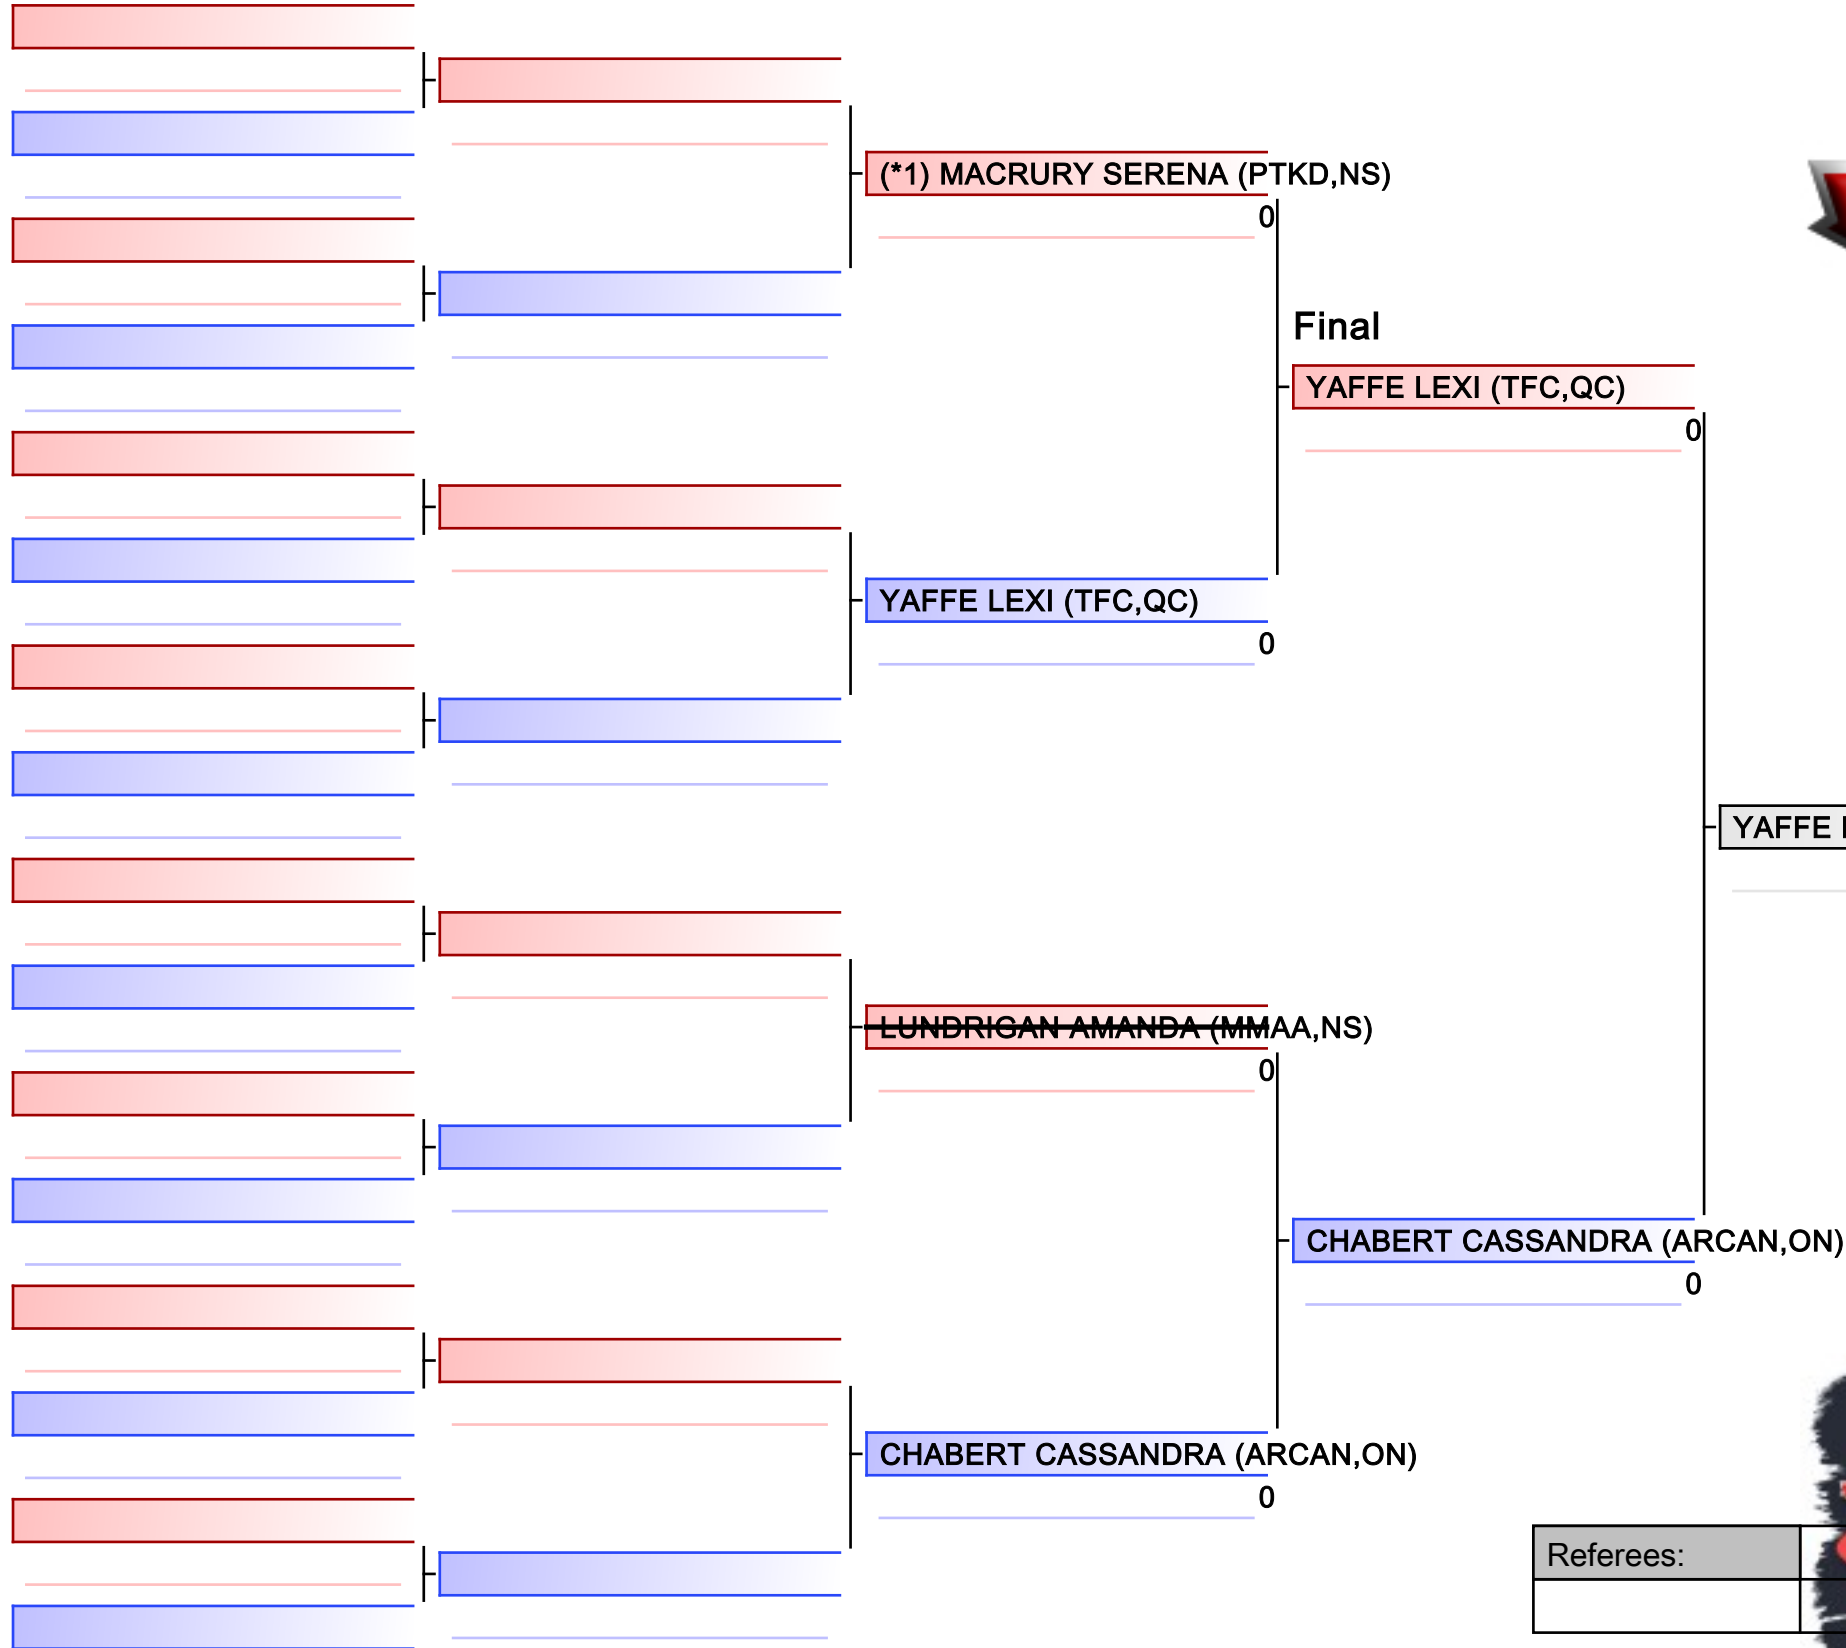 (*1) MACRURY SERENA (PTKD,NS)
0
Final
YAFFE LEXI (TFC,QC)
0
YAFFE LEXI (TFC,QC)
0
YAFFE
LUNDRIGAN AMANDA (MMAA,NS)
0
CHABERT CASSANDRA (ARCAN,ON)
0
CHABERT CASSANDRA (ARCAN,ON)
0
Referees: